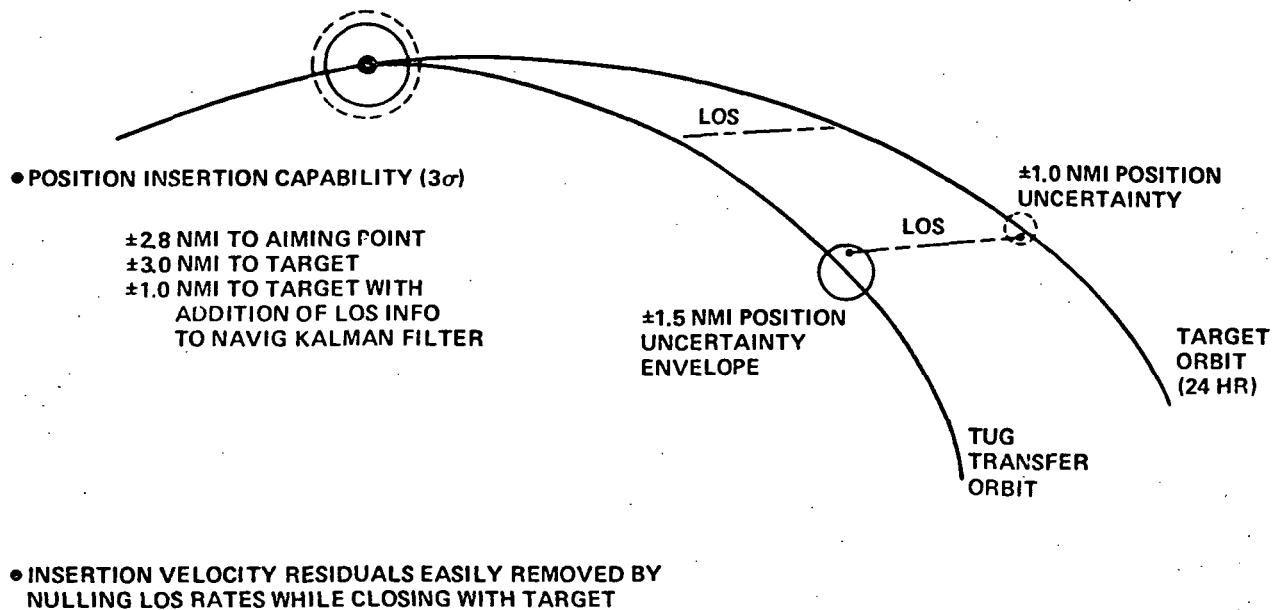 LOS
• POSITION INSERTION CAPABILITY (3σ)
±2.8 NMI TO AIMING POINT
±3.0 NMI TO TARGET
±1.0 NMI TO TARGET WITH
ADDITION OF LOS INFO
TO NAVIG KALMAN FILTER
±1.0 NMI POSITION
UNCERTAINTY
LOS
±1.5 NMI POSITION
UNCERTAINTY
ENVELOPE
TARGET
ORBIT
(24 HR)
TUG
TRANSFER
ORBIT
• INSERTION VELOCITY RESIDUALS EASILY REMOVED BY
NULLING LOS RATES WHILE CLOSING WITH TARGET